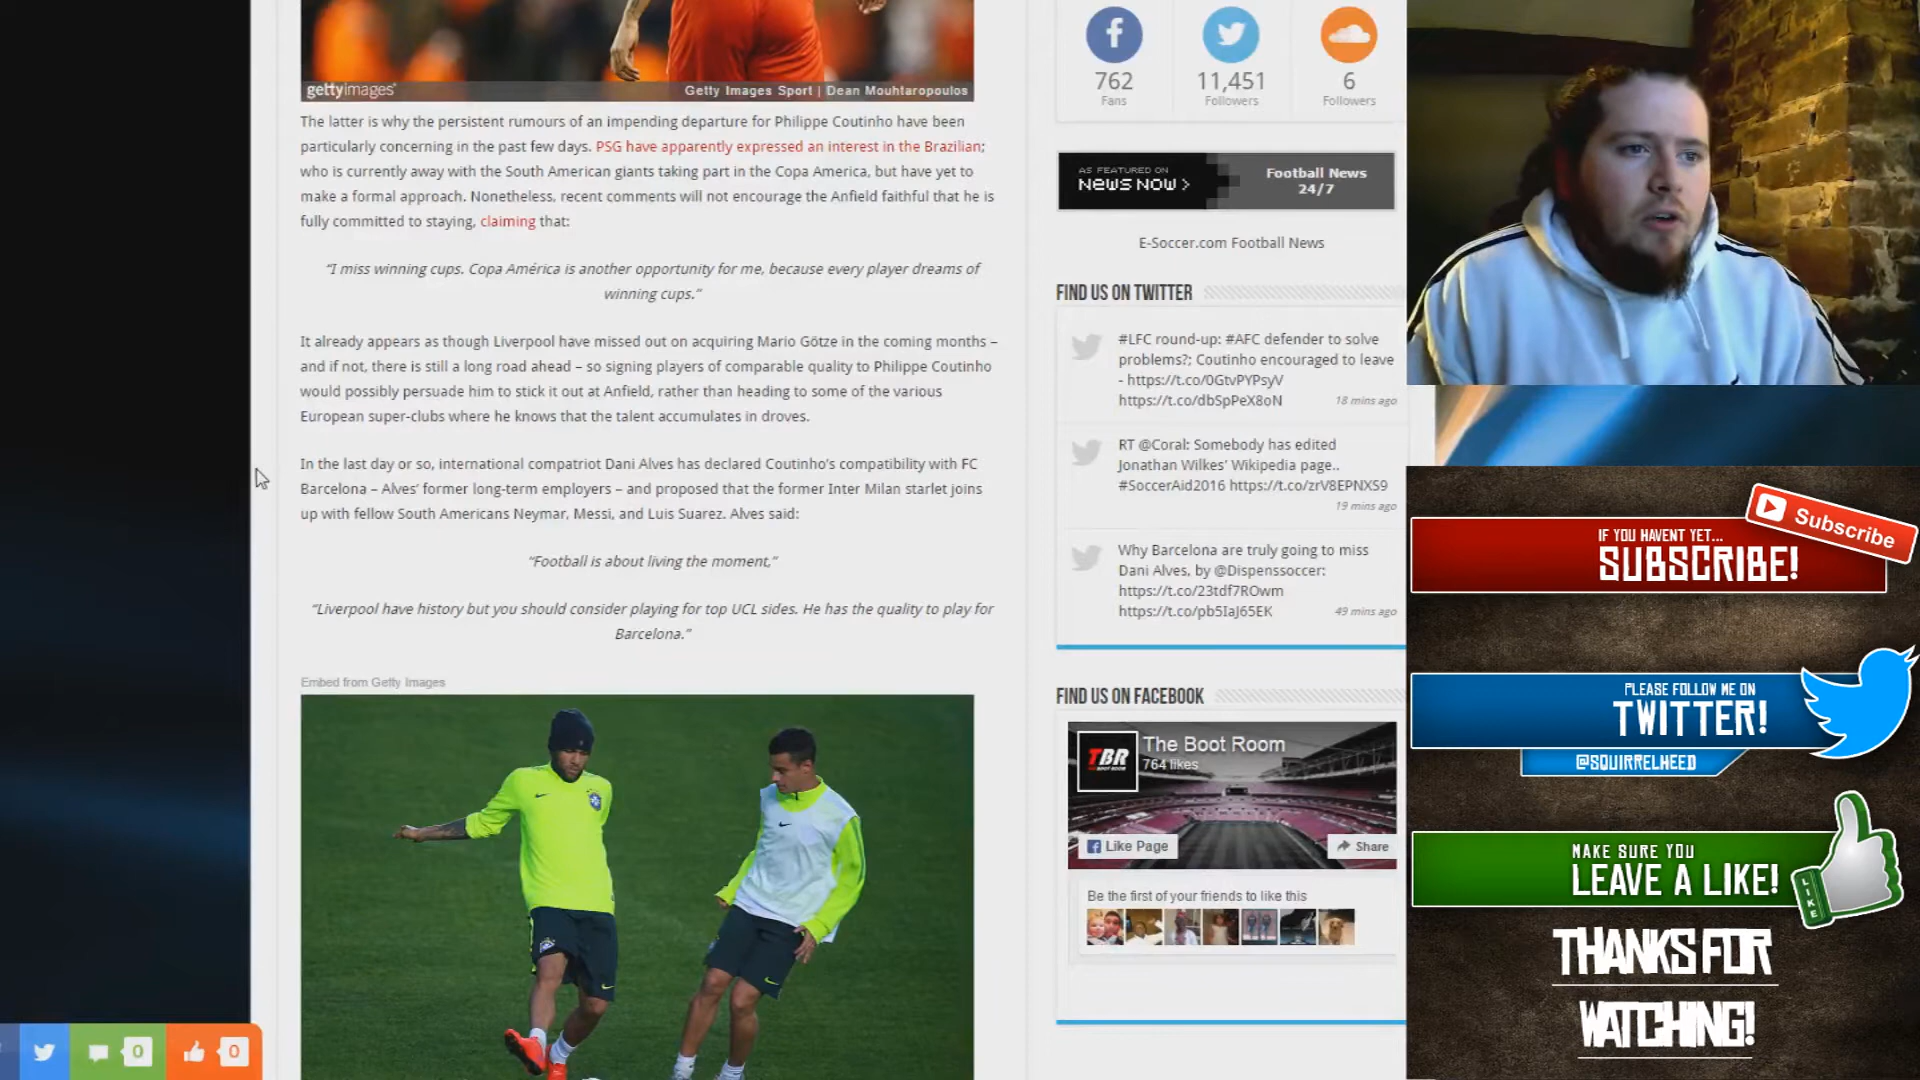 gettyimages®
Getty Images Sport | Dean Mouhtaropoulos
The latter is why the persistent rumours of an impending departure for Philippe Coutinho have been
particularly concerning in the past few days. PSG have apparently expressed an interest in the Brazilian;
who is currently away with the South American giants taking part in the Copa America, but have yet to
make a formal approach. Nonetheless, recent comments will not encourage the Anfield faithful that he is
fully committed to staying, claiming that:
“I miss winning cups. Copa América is another opportunity for me, because every player dreams of
winning cups.”
It already appears as though Liverpool have missed out on acquiring Mario Götze in the coming months –
and if not, there is still a long road ahead – so signing players of comparable quality to Philippe Coutinho
would possibly persuade him to stick it out at Anfield, rather than heading to some of the various
European super-clubs where he knows that the talent accumulates in droves.
In the last day or so, international compatriot Dani Alves has declared Coutinho’s compatibility with FC
Barcelona – Alves’ former long-term employers – and proposed that the former Inter Milan starlet joins
up with fellow South Americans Neymar, Messi, and Luis Suarez. Alves said:
“Football is about living the moment,”
“Liverpool have history but you should consider playing for top UCL sides. He has the quality to play for
Barcelona.”
Embed from Getty Images
0
0
762
Fans
11,451
Followers
6
Followers
AS FEATURED ON
NEWS NOW >
Football News
24/7
E-Soccer.com Football News
FIND US ON TWITTER
#LFC round-up: #AFC defender to solve
problems?; Coutinho encouraged to leave
- https://t.co/0GtvPYPsyV
https://t.co/dbSpPeX8oN
18 mins ago
RT @Coral: Somebody has edited
Jonathan Wilkes’ Wikipedia page..
#SoccerAid2016 https://t.co/zrV8EPNXS9
19 mins ago
Why Barcelona are truly going to miss
Dani Alves, by @Dispenssoccer:
https://t.co/23tdf7ROwm
https://t.co/pb5IaJ65EK
49 mins ago
FIND US ON FACEBOOK
TBR
The Boot Room
764 likes
Like Page
Share
Be the first of your friends to like this
IF YOU HAVENT YET...
SUBSCRIBE!
Subscribe
PLEASE FOLLOW ME ON
TWITTER!
@SQUIRRELHEED
MAKE SURE YOU
LEAVE A LIKE!
LIKE
THANKS FOR
WATCHING!